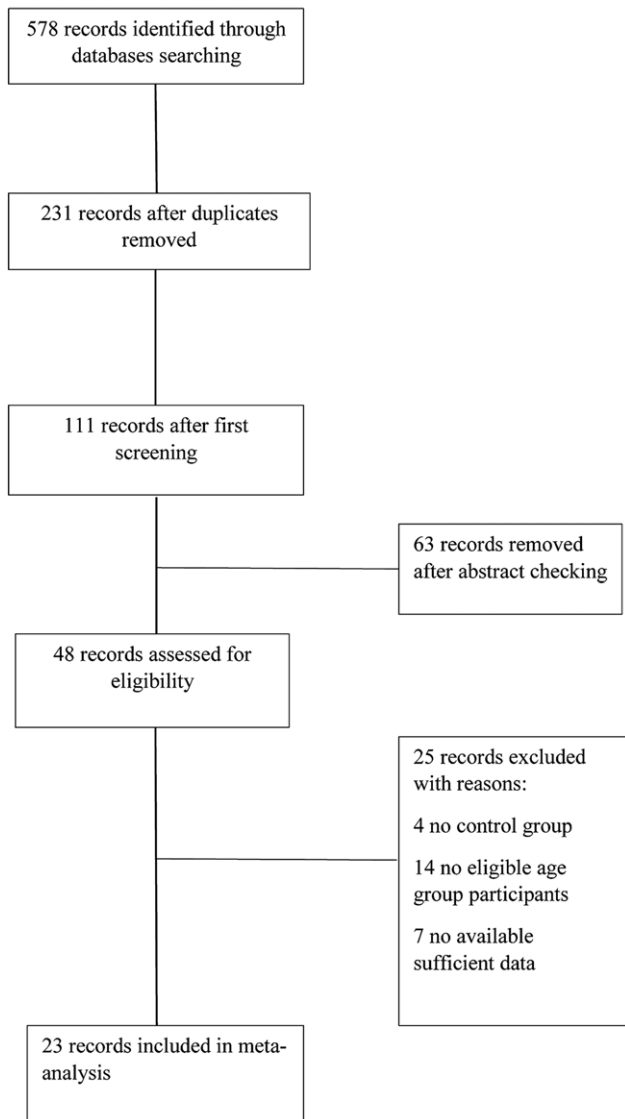 578 records identified through
databases searching
231 records after duplicates
removed
111 records after first
screening
63 records removed
after abstract checking
48 records assessed for
eligibility
25 records excluded
with reasons:
4 no control group
14 no eligible age
group participants
7 no available
sufficient data
23 records included in meta-
analysis